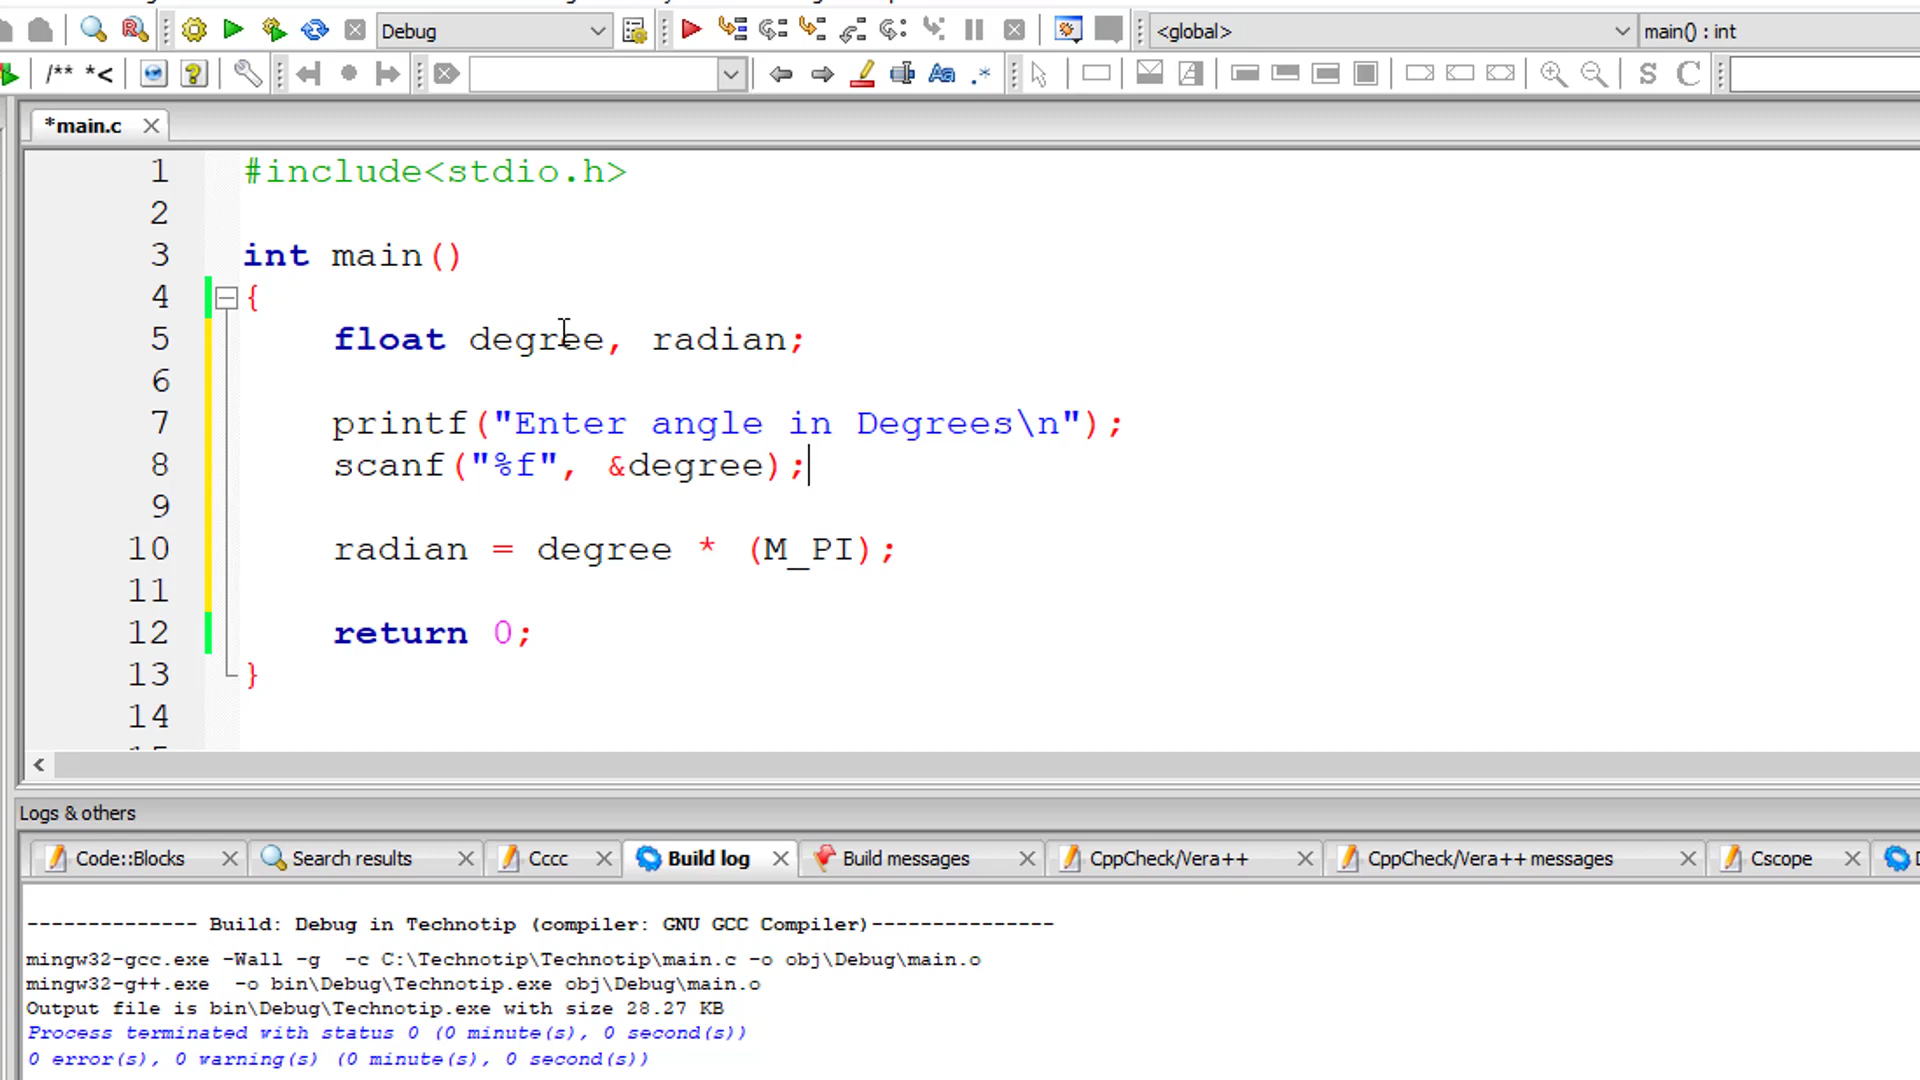 Debug <global> main() : int
/** *< Aa .* S C
*main.c
1 #include<stdio.h>
2
3 int main()
4 {
5 float degree, radian;
6
7 printf("Enter angle in Degrees\n");
8 scanf("%f", &degree);
9
10 radian = degree * (M_PI);
11
12 return 0;
13 }
14
Logs & others
Code::Blocks Search results Cccc Build log Build messages CppCheck/Vera++ CppCheck/Vera++ messages Cscope
-------------- Build: Debug in Technotip (compiler: GNU GCC Compiler)---------------
mingw32-gcc.exe -Wall -g -c C:\Technotip\Technotip\main.c -o obj\Debug\main.o
mingw32-g++.exe -o bin\Debug\Technotip.exe obj\Debug\main.o
Output file is bin\Debug\Technotip.exe with size 28.27 KB
Process terminated with status 0 (0 minute(s), 0 second(s))
0 error(s), 0 warning(s) (0 minute(s), 0 second(s))